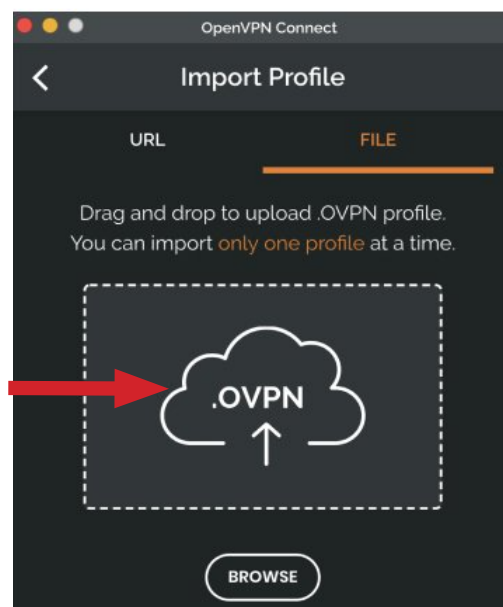 OpenVPN Connect
Import Profile
URL
FILE
Drag and drop to upload .OVPN profile.
You can import only one profile at a time.
.OVPN
BROWSE